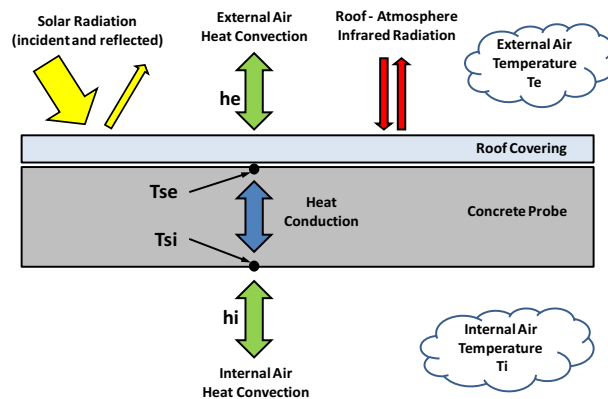 Solar Radiation
(incident and reflected)
External Air
Heat Convection
Roof - Atmosphere
Infrared Radiation
External Air
Temperature
Te
he
Roof Covering
Tse
Heat
Conduction
Concrete Probe
Tsi
hi
Internal Air
Temperature
Ti
Internal Air
Heat Convection